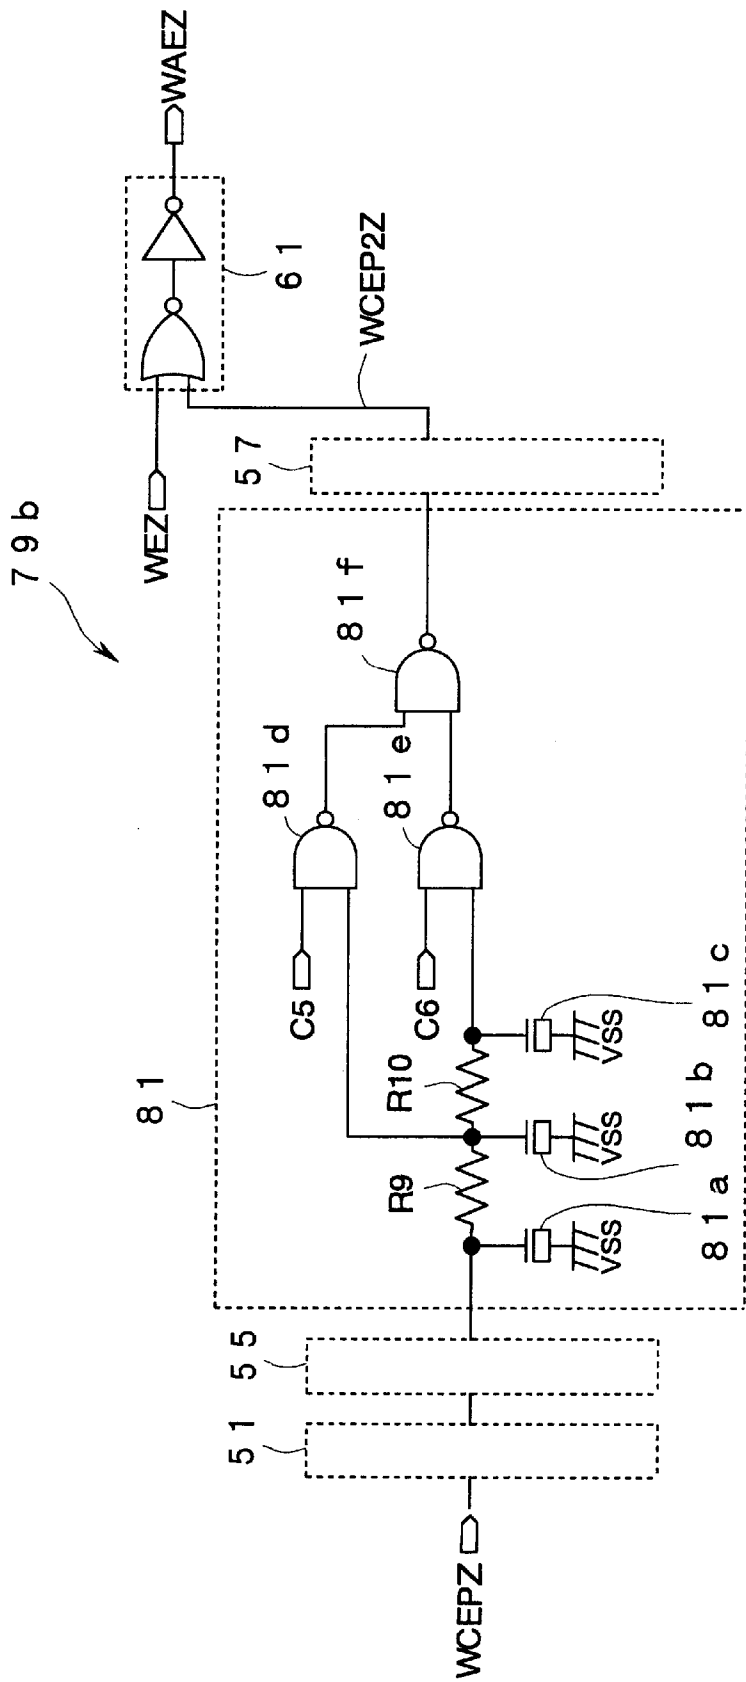 79b
WCEPZ
51
55
81
R9
R10
C5
C6
81d
81e
81f
81a
81b
81c
VSS
VSS
VSS
57
WCEP2Z
WEZ
61
WAEZ